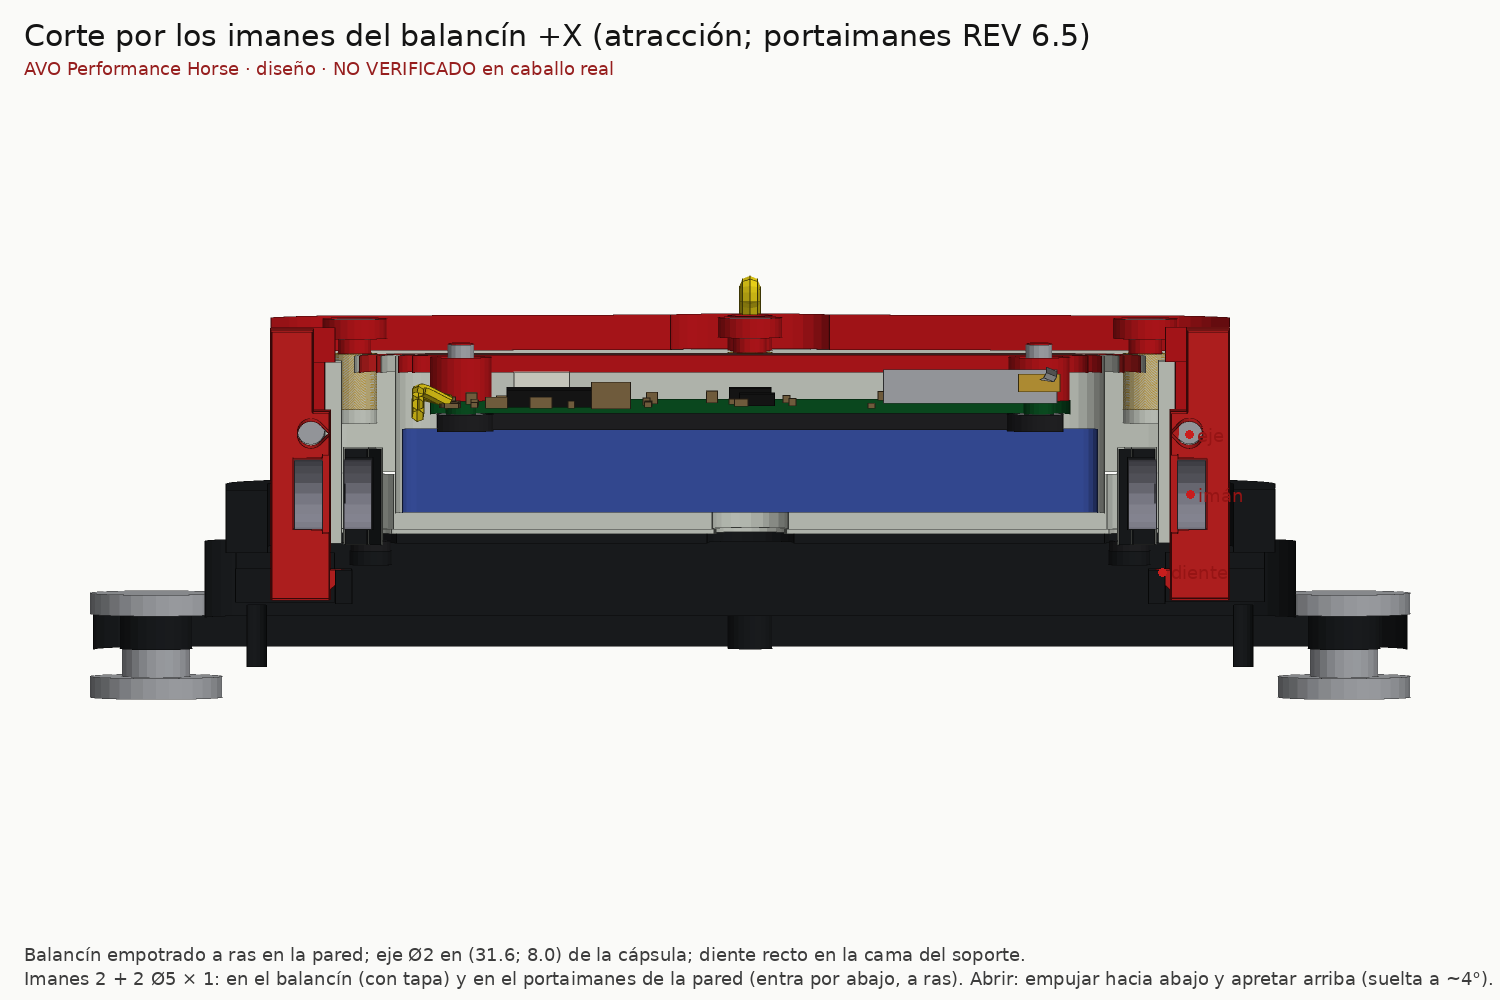 Corte por los imanes del balancín +X (atracción; portaimanes REV 6.5)
AVO Performance Horse · diseño · NO VERIFICADO en caballo real
eje
iman
diente
Balancín empotrado a ras en la pared; eje Ø2 en (31.6; 8.0) de la cápsula; diente recto en la cama del soporte.
Imanes 2 + 2 Ø5 × 1: en el balancín (con tapa) y en el portaimanes de la pared (entra por abajo, a ras). Abrir: empujar hacia abajo y apretar arriba (suelta a ~4°).